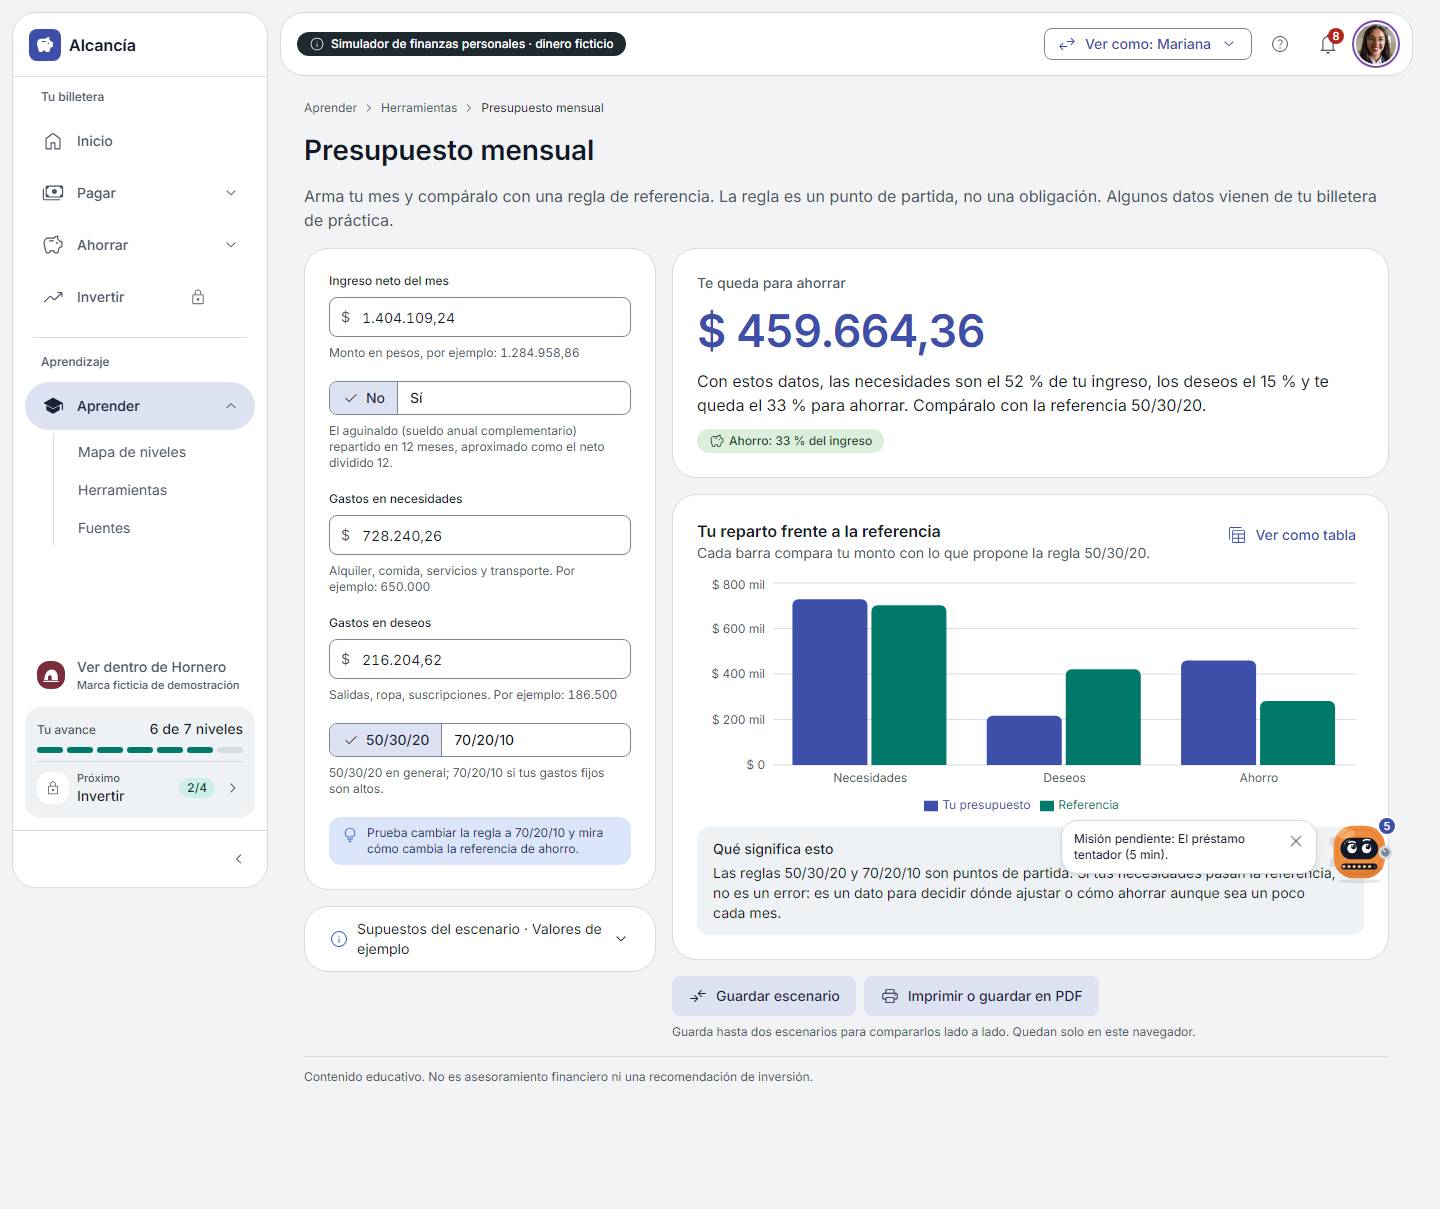 Alcancía
Simulador de finanzas personales · dinero ficticio
Ver como: Mariana
8
Tu billetera
Inicio
Pagar
Ahorrar
Invertir
Aprendizaje
Aprender
Mapa de niveles
Herramientas
Fuentes
Ver dentro de Hornero
Marca ficticia de demostración
Tu avance
6 de 7 niveles
Próximo
Invertir
2/4
Aprender > Herramientas > Presupuesto mensual
Presupuesto mensual
Arma tu mes y compáralo con una regla de referencia. La regla es un punto de partida, no una obligación. Algunos datos vienen de tu billetera
de práctica.
Ingreso neto del mes
$ 1.404.109,24
Monto en pesos, por ejemplo: 1.284.958,86
No
Sí
El aguinaldo (sueldo anual complementario)
repartido en 12 meses, aproximado como el neto
dividido 12.
Gastos en necesidades
$ 728.240,26
Alquiler, comida, servicios y transporte. Por
ejemplo: 650.000
Gastos en deseos
$ 216.204,62
Salidas, ropa, suscripciones. Por ejemplo: 186.500
50/30/20
70/20/10
50/30/20 en general; 70/20/10 si tus gastos fijos
son altos.
Prueba cambiar la regla a 70/20/10 y mira
cómo cambia la referencia de ahorro.
Supuestos del escenario · Valores de
ejemplo
Te queda para ahorrar
$ 459.664,36
Con estos datos, las necesidades son el 52 % de tu ingreso, los deseos el 15 % y te
queda el 33 % para ahorrar. Compáralo con la referencia 50/30/20.
Ahorro: 33 % del ingreso
Tu reparto frente a la referencia
Cada barra compara tu monto con lo que propone la regla 50/30/20.
Ver como tabla
$ 800 mil
$ 600 mil
$ 400 mil
$ 200 mil
$ 0
Necesidades
Deseos
Ahorro
Tu presupuesto
Referencia
Qué significa esto
Las reglas 50/30/20 y 70/20/10 son puntos de partida. Si tus necesidades pasan la referencia,
no es un error: es un dato para decidir dónde ajustar o cómo ahorrar aunque sea un poco
cada mes.
Misión pendiente: El préstamo
tentador (5 min).
5
Guardar escenario
Imprimir o guardar en PDF
Guarda hasta dos escenarios para compararlos lado a lado. Quedan solo en este navegador.
Contenido educativo. No es asesoramiento financiero ni una recomendación de inversión.